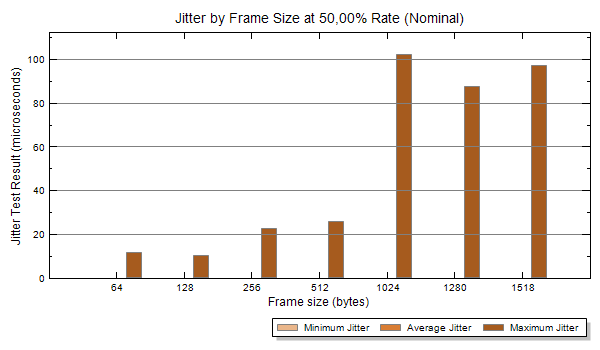 Jitter by Frame Size at 50,00% Rate (Nominal)
Jitter Test Result (microseconds)
100
80
60
40
20
0
64 128 256 512 1024 1280 1518
Frame size (bytes)
Minimum Jitter Average Jitter Maximum Jitter